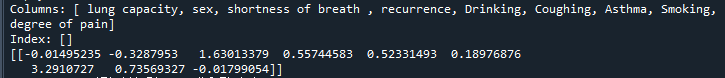 Columns: [ lung capacity, sex, shortness of breath , recurrence, Drinking, Coughing, Asthma, Smoking,
degree of pain]
Index: []
[[-0.01495235 -0.3287953   1.63013379  0.55744583  0.52331493  0.18976876
   3.2910727   0.73569327 -0.01799054]]